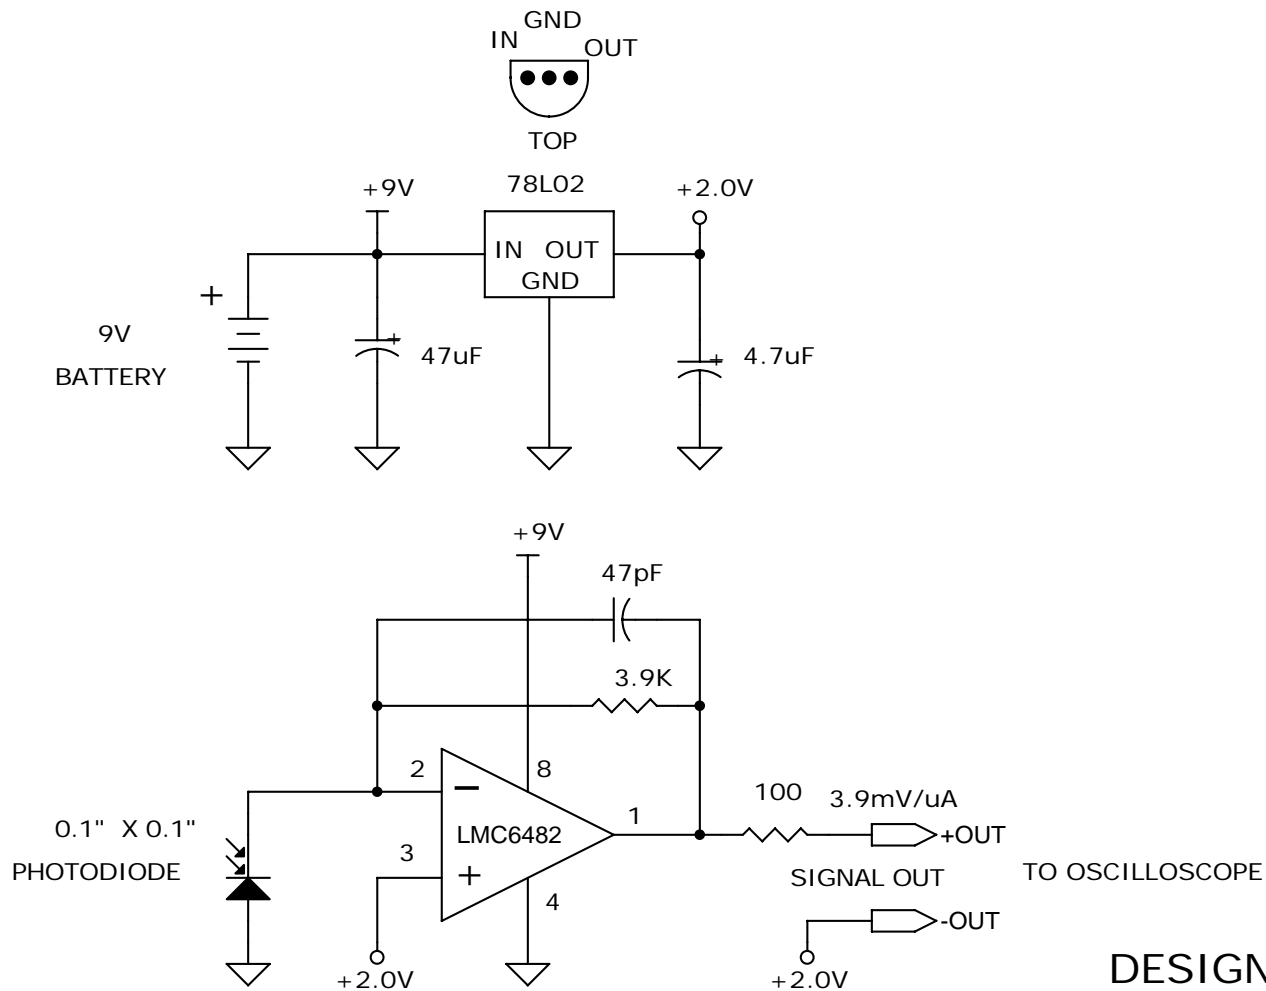 GND
IN
OUT
TOP
+9V
78L02
+2.0V
IN OUT
GND
+
9V
BATTERY
+
47uF
+
4.7uF
+9V
47pF
3.9K
2
8
100
3.9mV/uA
0.1" X 0.1"
PHOTODIODE
3
LMC6482
1
+OUT
4
SIGNAL OUT
TO OSCILLOSCOPE
-OUT
+2.0V
+2.0V
DESIGN